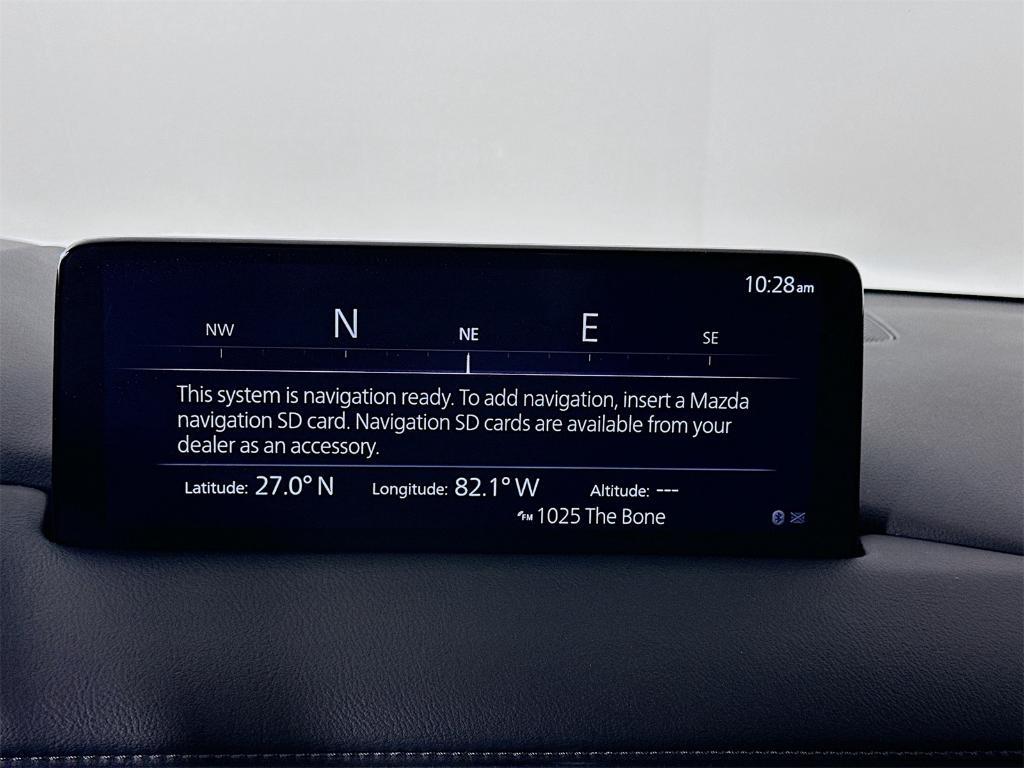 10:28am
NW N NE E SE
This system is navigation ready. To add navigation, insert a Mazda
navigation SD card. Navigation SD cards are available from your
dealer as an accessory.
Latitude: 27.0° N Longitude: 82.1° W Altitude: ---
FM 1025 The Bone